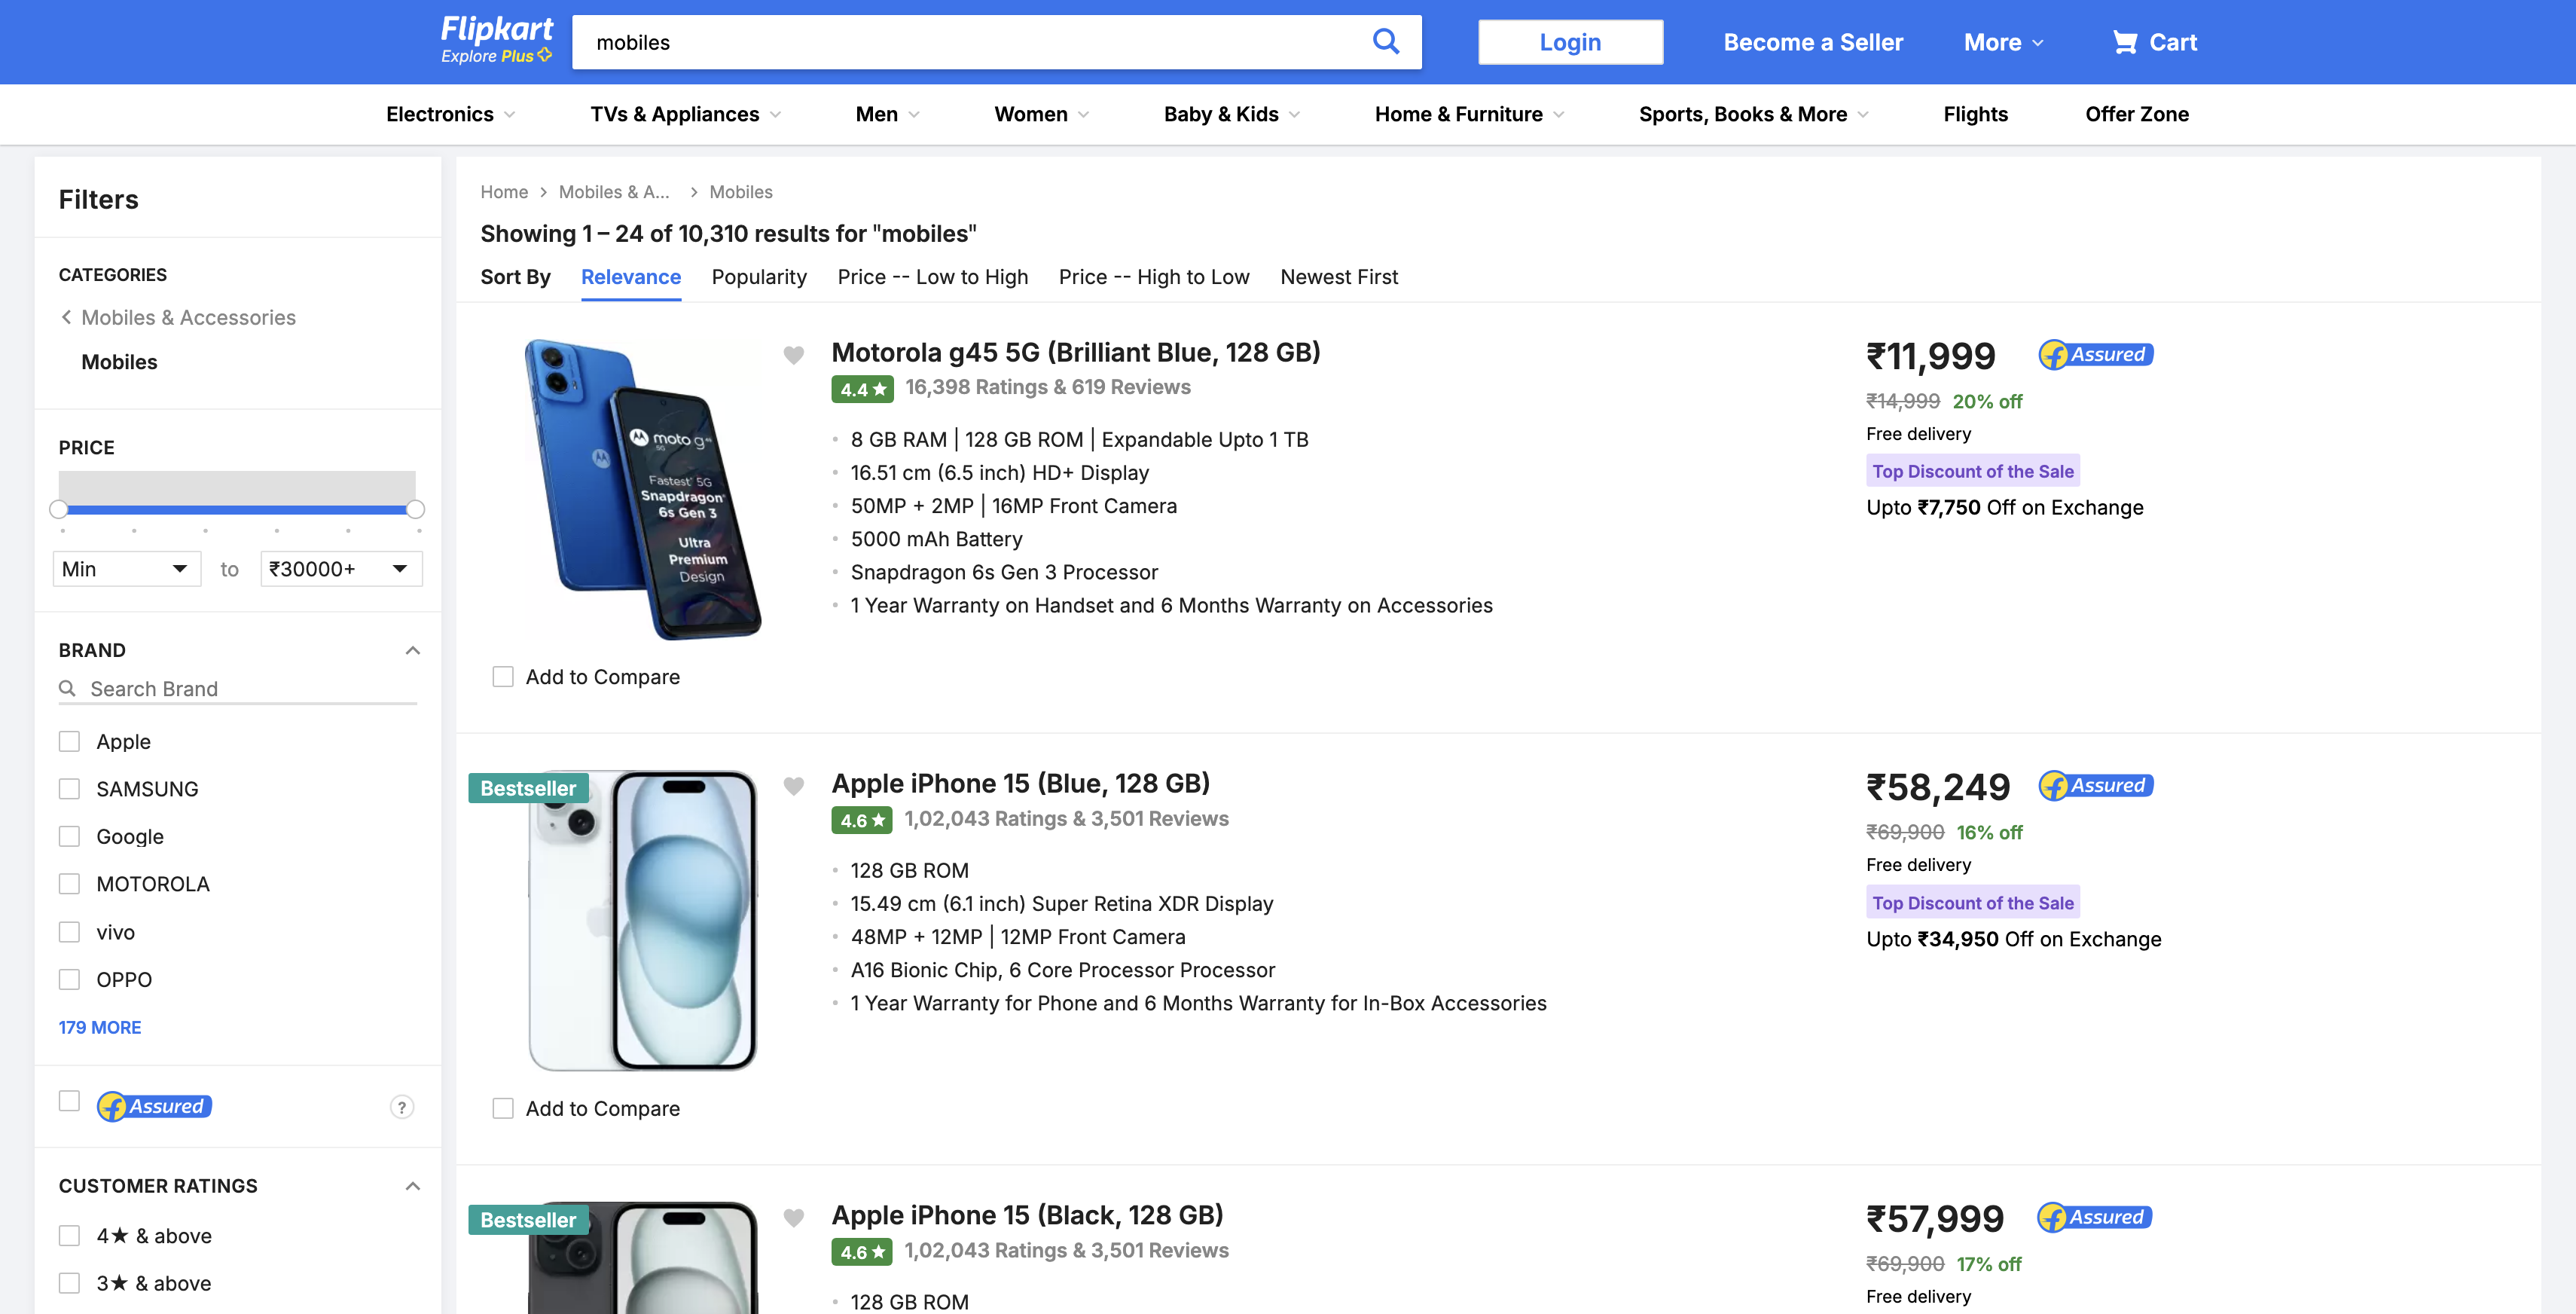 Flipkart
Explore Plus
mobiles
Login
Become a Seller
More
Cart
Electronics
TVs & Appliances
Men
Women
Baby & Kids
Home & Furniture
Sports, Books & More
Flights
Offer Zone
Filters
CATEGORIES
Mobiles & Accessories
Mobiles
PRICE
Min to ₹30000+
BRAND
Search Brand
Apple
SAMSUNG
Google
MOTOROLA
vivo
OPPO
179 MORE
Assured
?
CUSTOMER RATINGS
4★ & above
3★ & above
Home > Mobiles & A... > Mobiles
Showing 1 – 24 of 10,310 results for "mobiles"
Sort By Relevance Popularity Price -- Low to High Price -- High to Low Newest First
moto g45
5G
Fastest 5G
Snapdragon
6s Gen 3
Ultra
Premium
Design
Add to Compare
Motorola g45 5G (Brilliant Blue, 128 GB)
4.4★ 16,398 Ratings & 619 Reviews
8 GB RAM | 128 GB ROM | Expandable Upto 1 TB
16.51 cm (6.5 inch) HD+ Display
50MP + 2MP | 16MP Front Camera
5000 mAh Battery
Snapdragon 6s Gen 3 Processor
1 Year Warranty on Handset and 6 Months Warranty on Accessories
₹11,999 Assured
₹14,999 20% off
Free delivery
Top Discount of the Sale
Upto ₹7,750 Off on Exchange
Bestseller
Add to Compare
Apple iPhone 15 (Blue, 128 GB)
4.6★ 1,02,043 Ratings & 3,501 Reviews
128 GB ROM
15.49 cm (6.1 inch) Super Retina XDR Display
48MP + 12MP | 12MP Front Camera
A16 Bionic Chip, 6 Core Processor Processor
1 Year Warranty for Phone and 6 Months Warranty for In-Box Accessories
₹58,249 Assured
₹69,900 16% off
Free delivery
Top Discount of the Sale
Upto ₹34,950 Off on Exchange
Bestseller
Apple iPhone 15 (Black, 128 GB)
4.6★ 1,02,043 Ratings & 3,501 Reviews
128 GB ROM
₹57,999 Assured
₹69,900 17% off
Free delivery